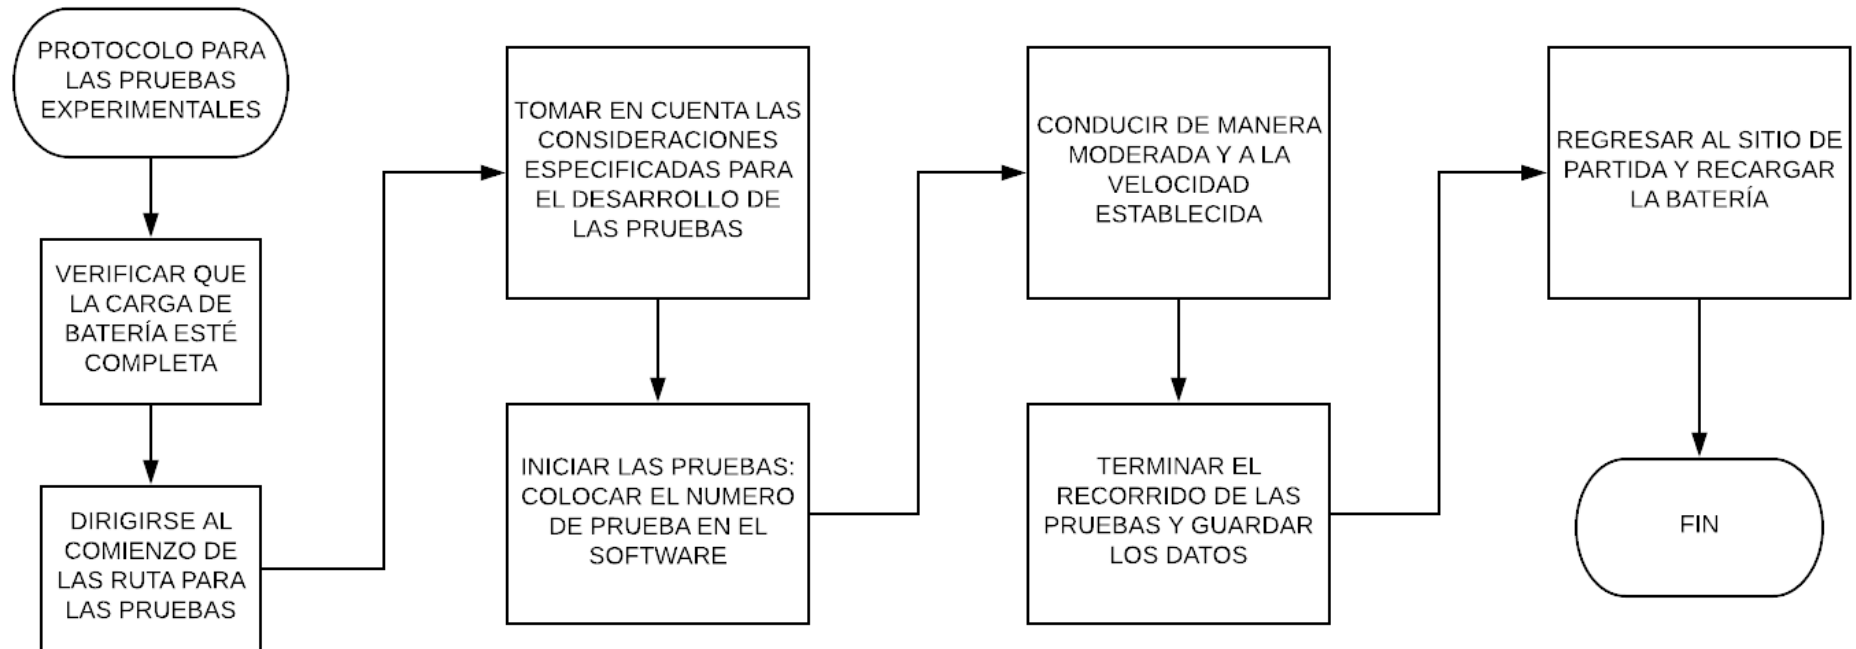 PROTOCOLO PARA
LAS PRUEBAS
EXPERIMENTALES
VERIFICAR QUE
LA CARGA DE
BATERÍA ESTÉ
COMPLETA
DIRIGIRSE AL
COMIENZO DE
LAS RUTA PARA
LAS PRUEBAS
TOMAR EN CUENTA LAS
CONSIDERACIONES
ESPECIFICADAS PARA
EL DESARROLLO DE
LAS PRUEBAS
INICIAR LAS PRUEBAS:
COLOCAR EL NUMERO
DE PRUEBA EN EL
SOFTWARE
CONDUCIR DE MANERA
MODERADA Y A LA
VELOCIDAD
ESTABLECIDA
TERMINAR EL
RECORRIDO DE LAS
PRUEBAS Y GUARDAR
LOS DATOS
REGRESAR AL SITIO DE
PARTIDA Y RECARGAR
LA BATERÍA
FIN